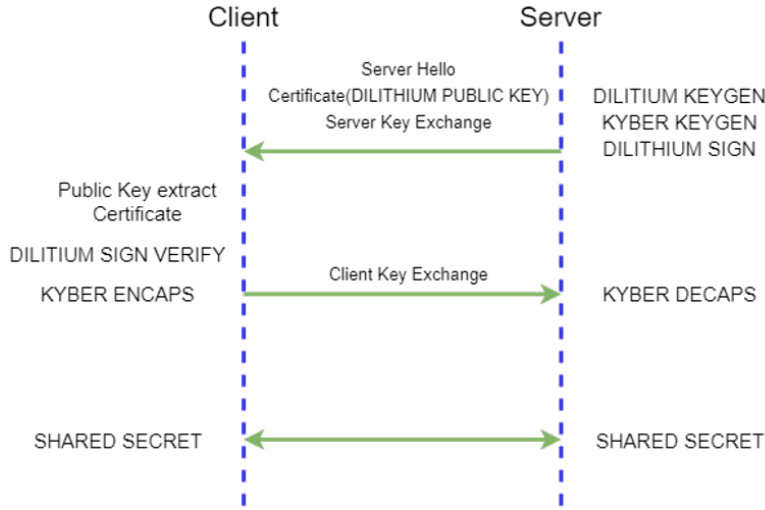 Client
Server
Server Hello
Certificate(DILITHIUM PUBLIC KEY)
DILITIUM KEYGEN
Server Key Exchange
KYBER KEYGEN
DILITHIUM SIGN
Public Key extract
Certificate
DILITIUM SIGN VERIFY
Client Key Exchange
KYBER ENCAPS
KYBER DECAPS
SHARED SECRET
SHARED SECRET